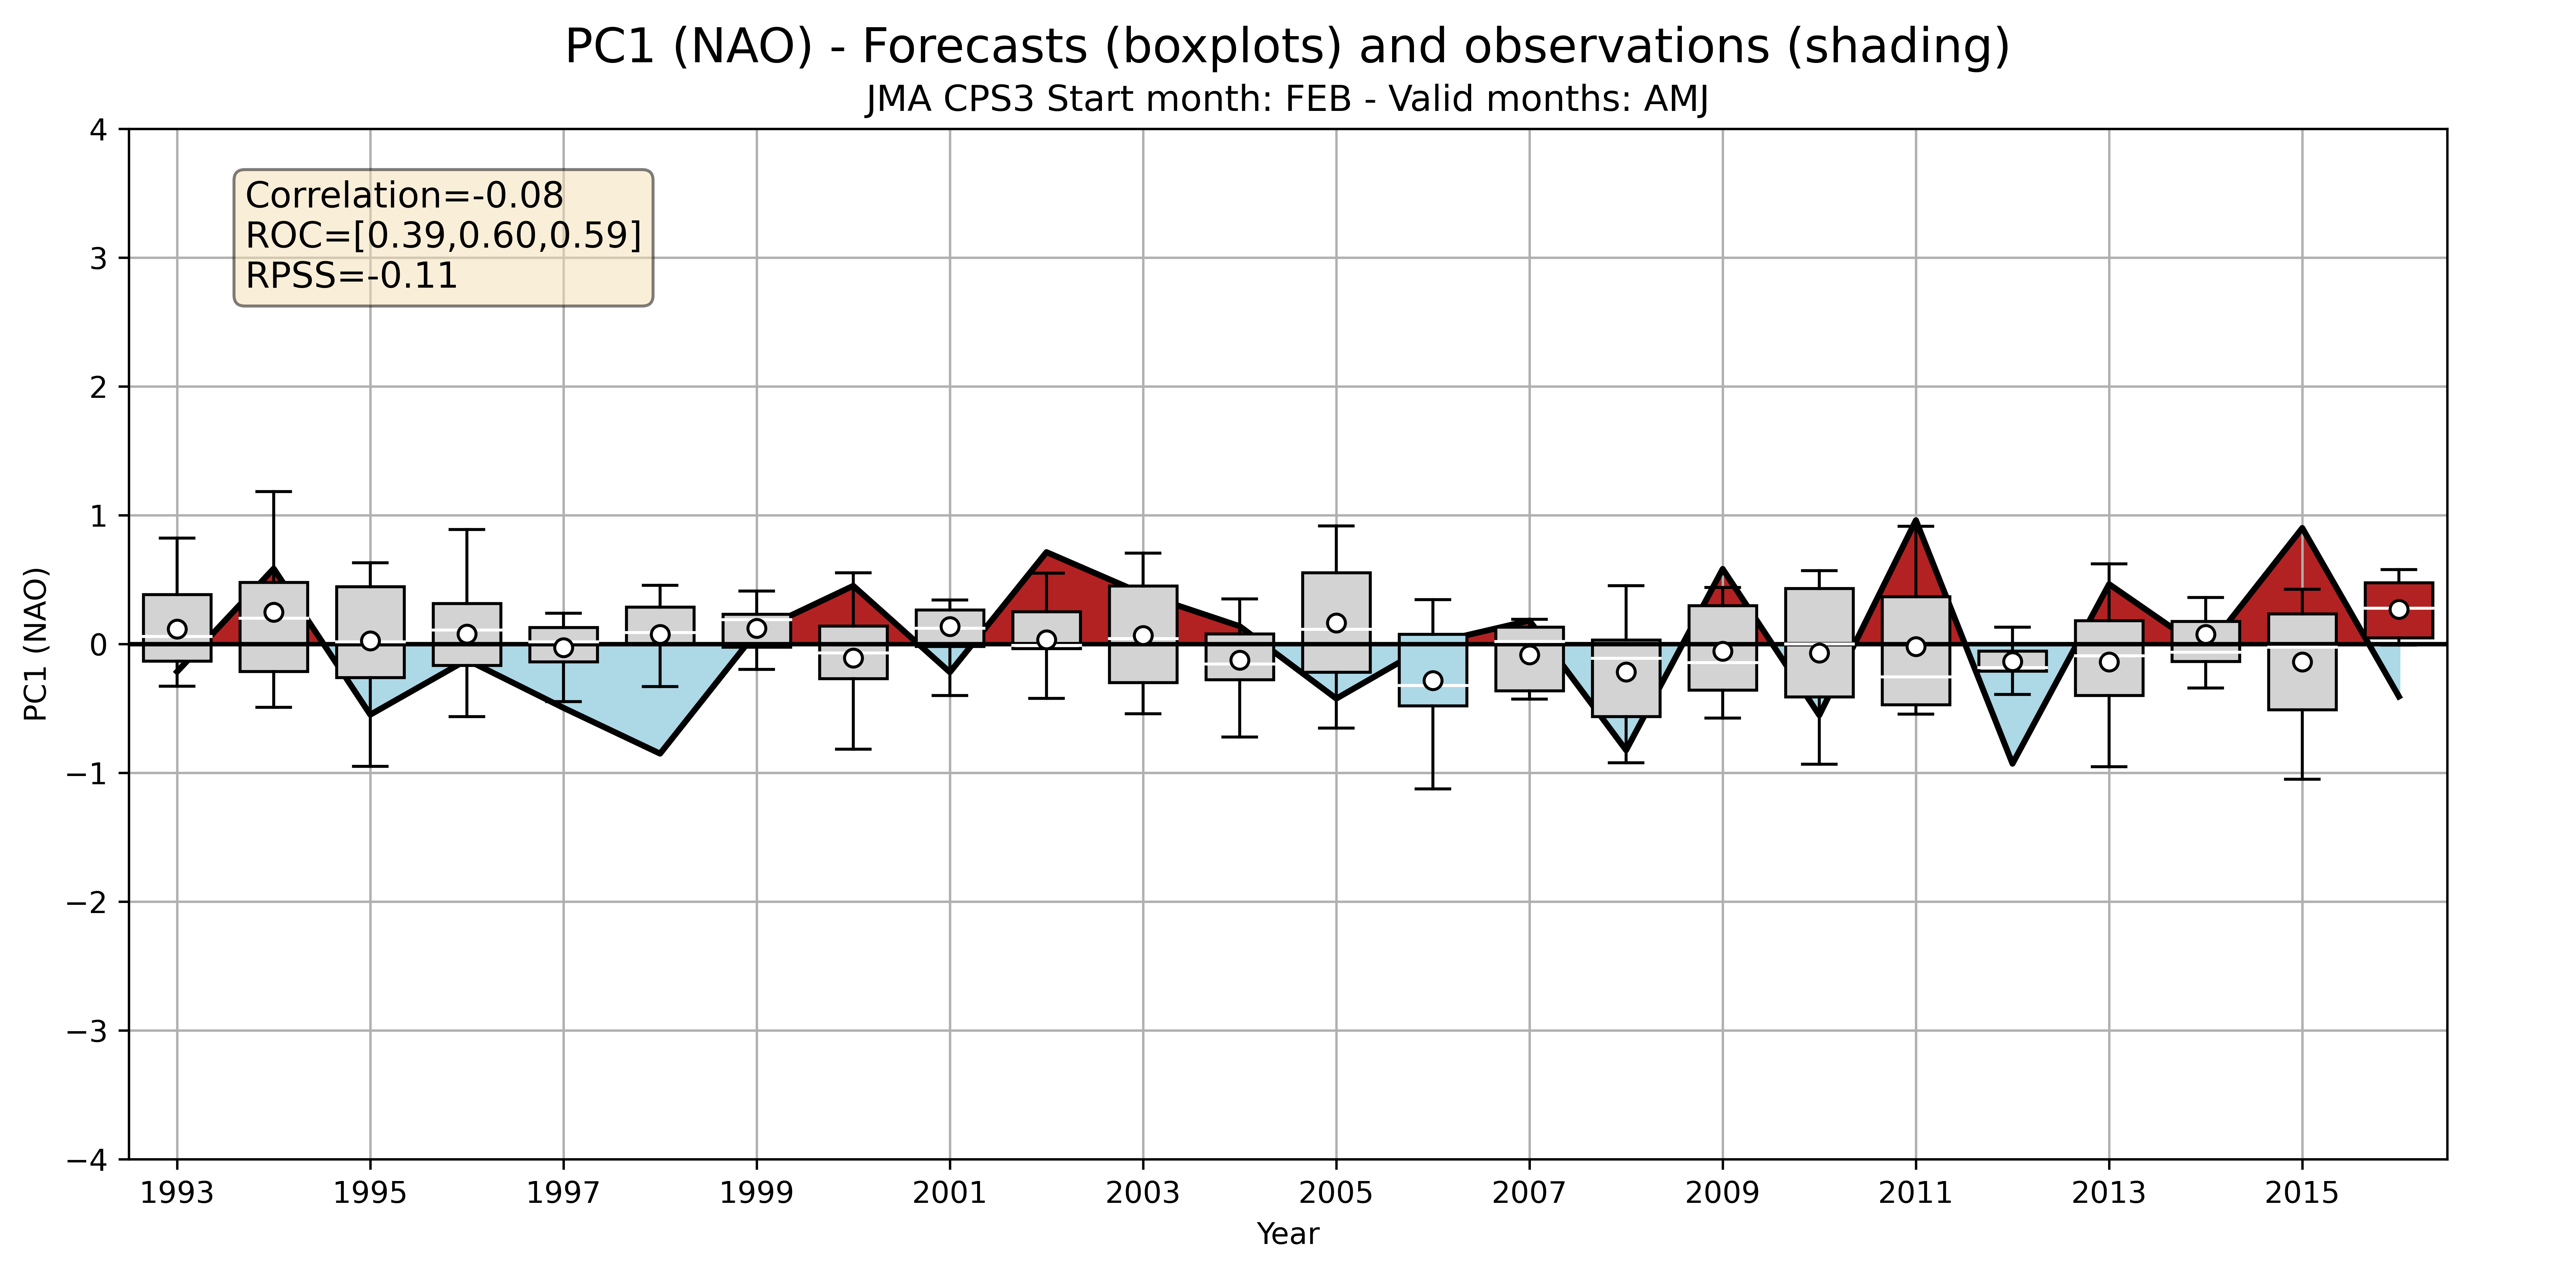 PC1 (NAO) - Forecasts (boxplots) and observations (shading)
JMA CPS3 Start month: FEB - Valid months: AMJ
Correlation=-0.08
ROC=[0.39,0.60,0.59]
RPSS=-0.11
PC1 (NAO)
4
3
2
1
0
−1
−2
−3
−4
1993 1995 1997 1999 2001 2003 2005 2007 2009 2011 2013 2015
Year